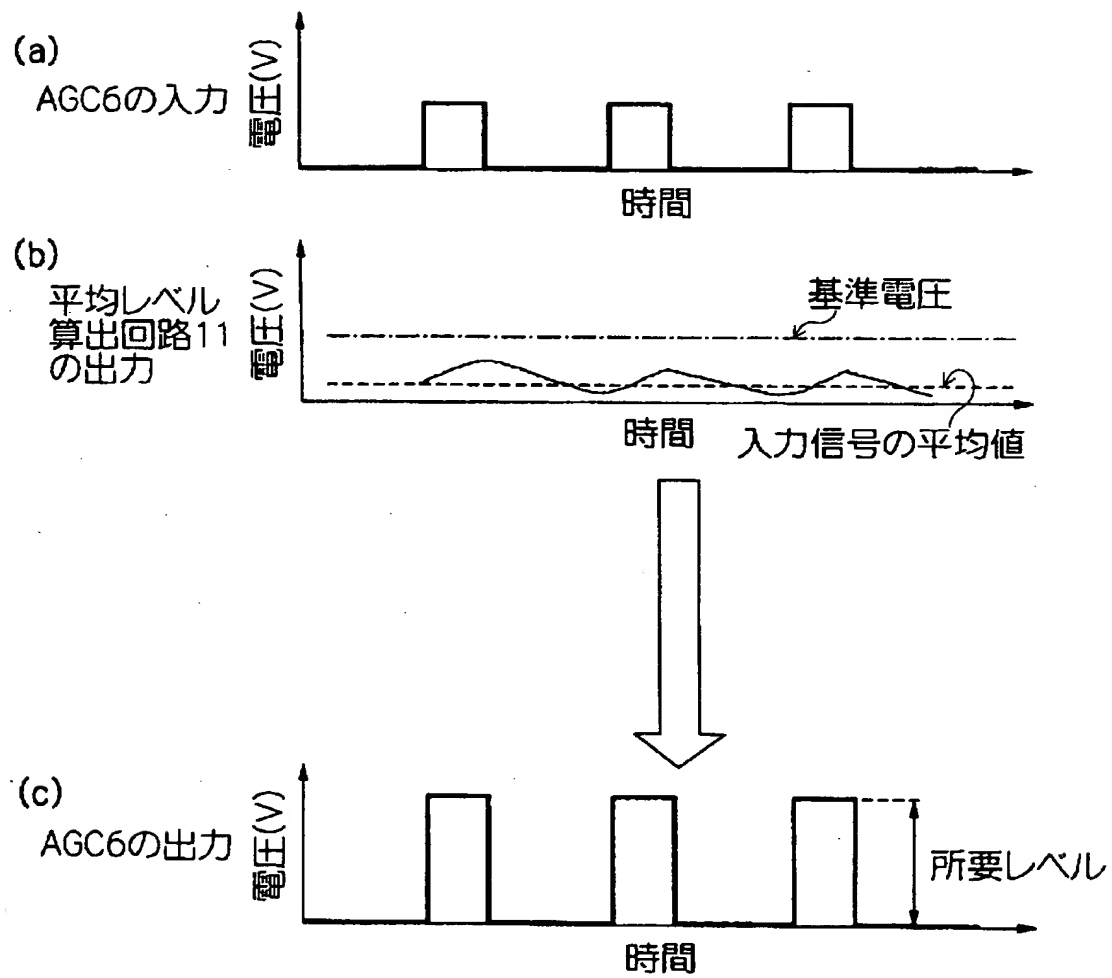 (a)
AGC6の入力
電圧(V)
時間
(b)
平均レベル
算出回路11
の出力
電圧(V)
基準電圧
時間
入力信号の平均値
(c)
AGC6の出力
電圧(V)
所要レベル
時間